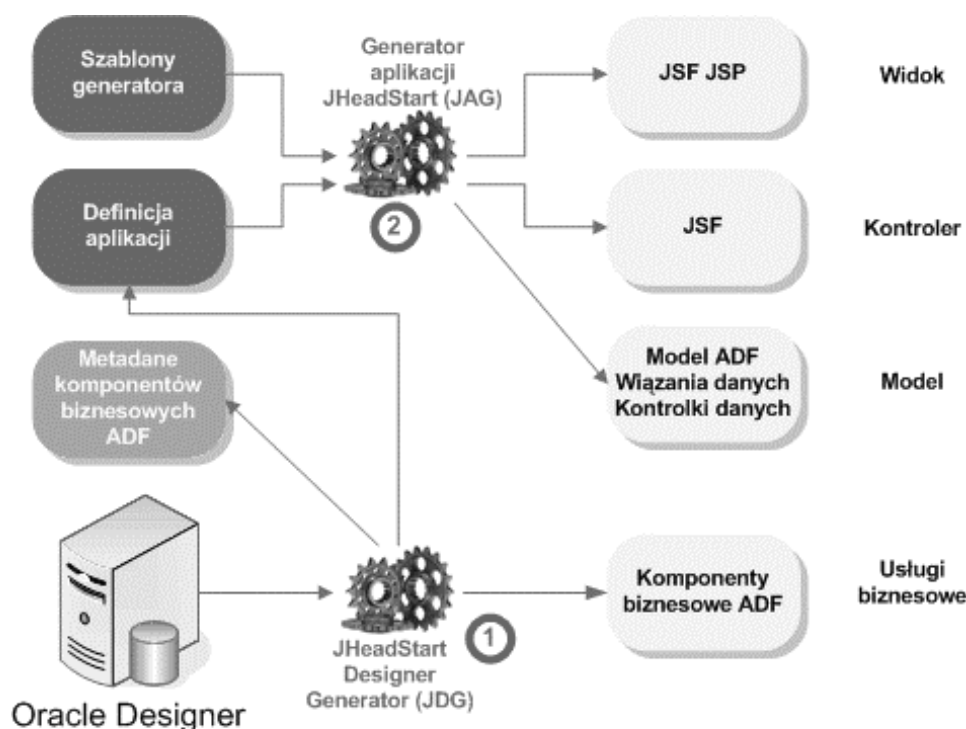 Szablony
generatora
Generator
aplikacji
JHeadStart (JAG)
JSF JSP
Widok
Definicja
aplikacji
2
JSF
Kontroler
Metadane
komponentów
biznesowych
ADF
Model ADF
Wiązania danych
Kontrolki danych
Model
Komponenty
biznesowe ADF
Usługi
biznesowe
1
JHeadStart
Designer
Generator (JDG)
Oracle Designer